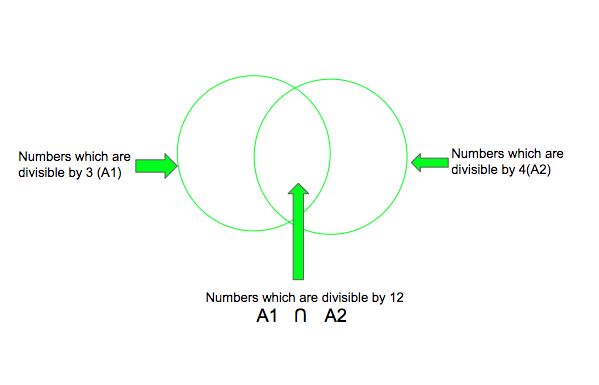 Numbers which are
divisible by 3 (A1)
Numbers which are
divisible by 4(A2)
Numbers which are divisible by 12
A1 ∩ A2